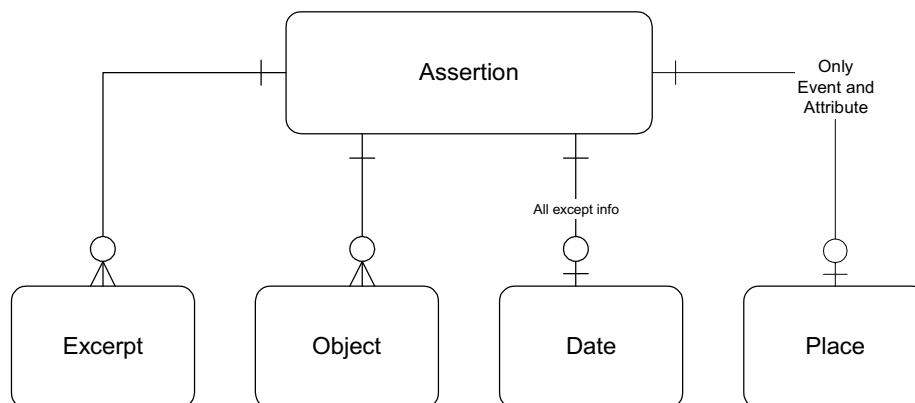 Assertion
Only
Event and
Attribute
All except info
Excerpt
Object
Date
Place